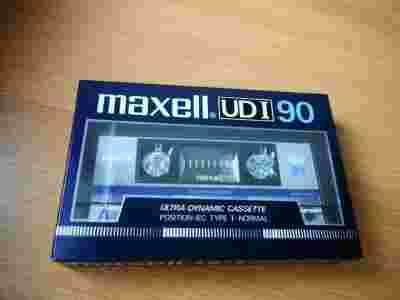 maxell UD I 90
ULTRA DYNAMIC CASSETTE
POSITION·IEC TYPE I·NORMAL